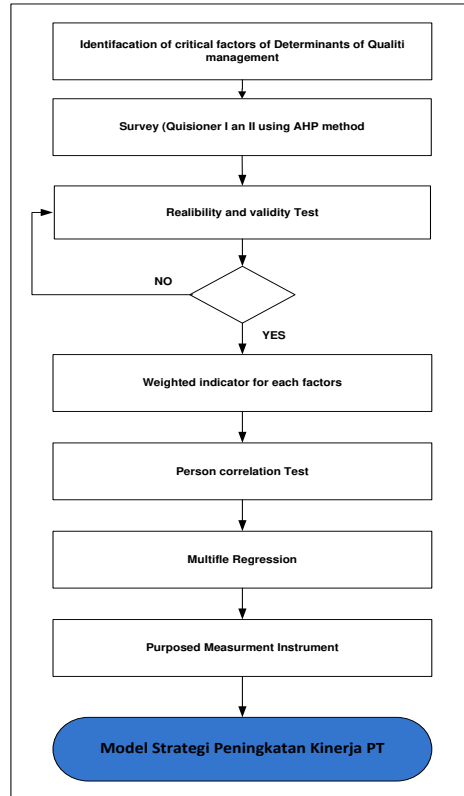 Identifacation of critical factors of Determinants of Qualiti
management
Survey (Quisioner I an II using AHP method
Realibility and validity Test
NO
YES
Weighted indicator for each factors
Person correlation Test
Multifle Regression
Purposed Measurment Instrument
Model Strategi Peningkatan Kinerja PT